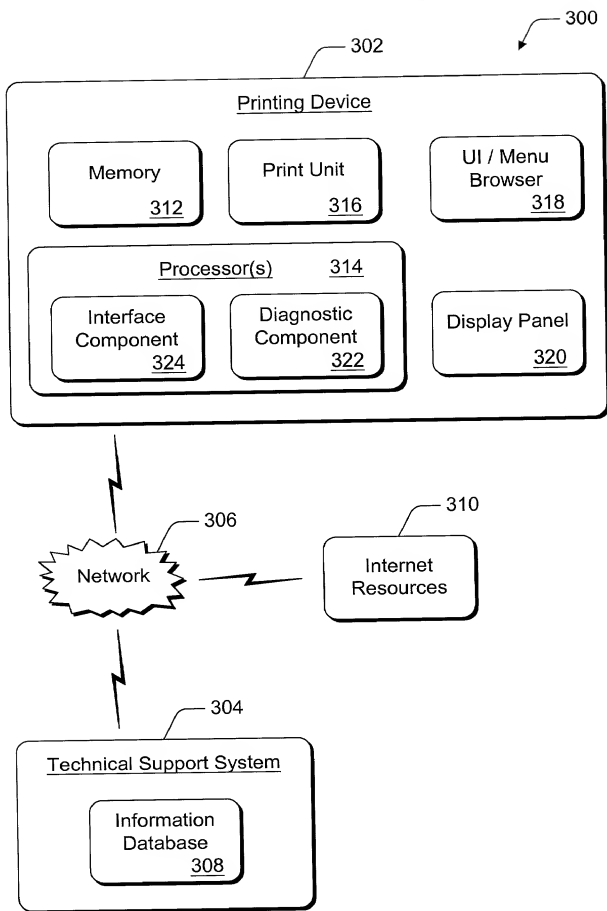 300
302
Printing Device
Memory
312
Print Unit
316
UI / Menu
Browser
318
Processor(s)
314
Interface
Component
324
Diagnostic
Component
322
Display Panel
320
306
Network
310
Internet
Resources
304
Technical Support System
Information
Database
308